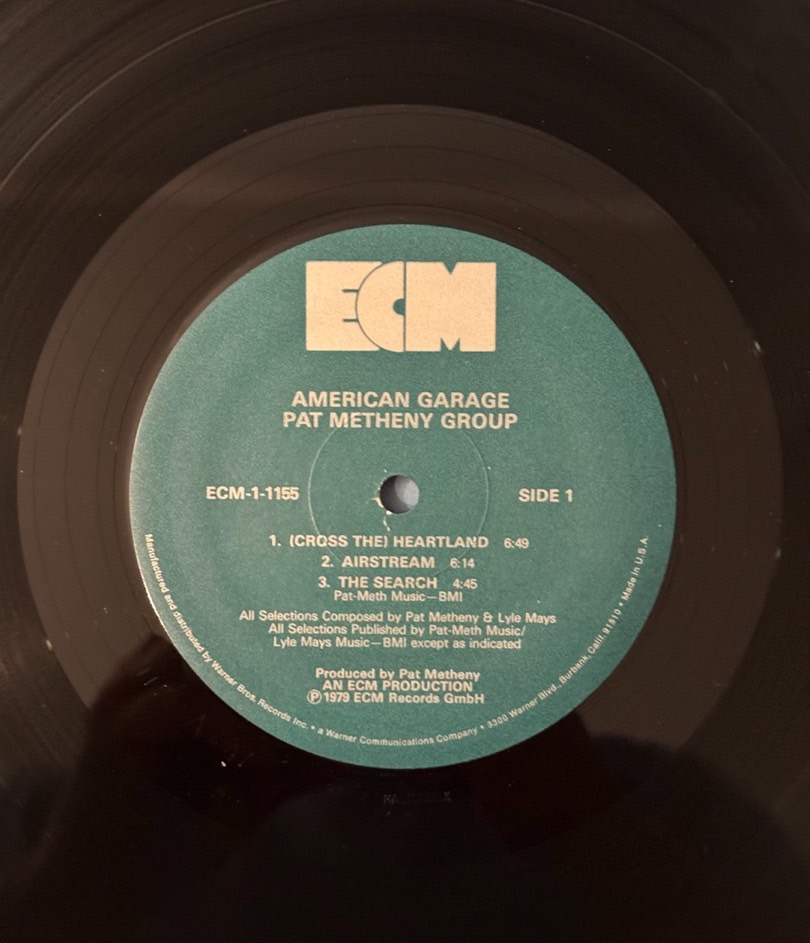 ECM
AMERICAN GARAGE
PAT METHENY GROUP
ECM-1-1155
SIDE 1
1. (CROSS THE) HEARTLAND 6:49
2. AIRSTREAM 6:14
3. THE SEARCH 4:45
Pat-Meth Music—BMI
All Selections Composed by Pat Metheny & Lyle Mays
All Selections Published by Pat-Meth Music/
Lyle Mays Music—BMI except as indicated
Produced by Pat Metheny
AN ECM PRODUCTION
Ⓟ1979 ECM Records GmbH
Manufactured and distributed by Warner Bros. Records Inc. • a Warner Communications Company • 3300 Warner Blvd., Burbank, Calif. 91510 • Made in U.S.A.